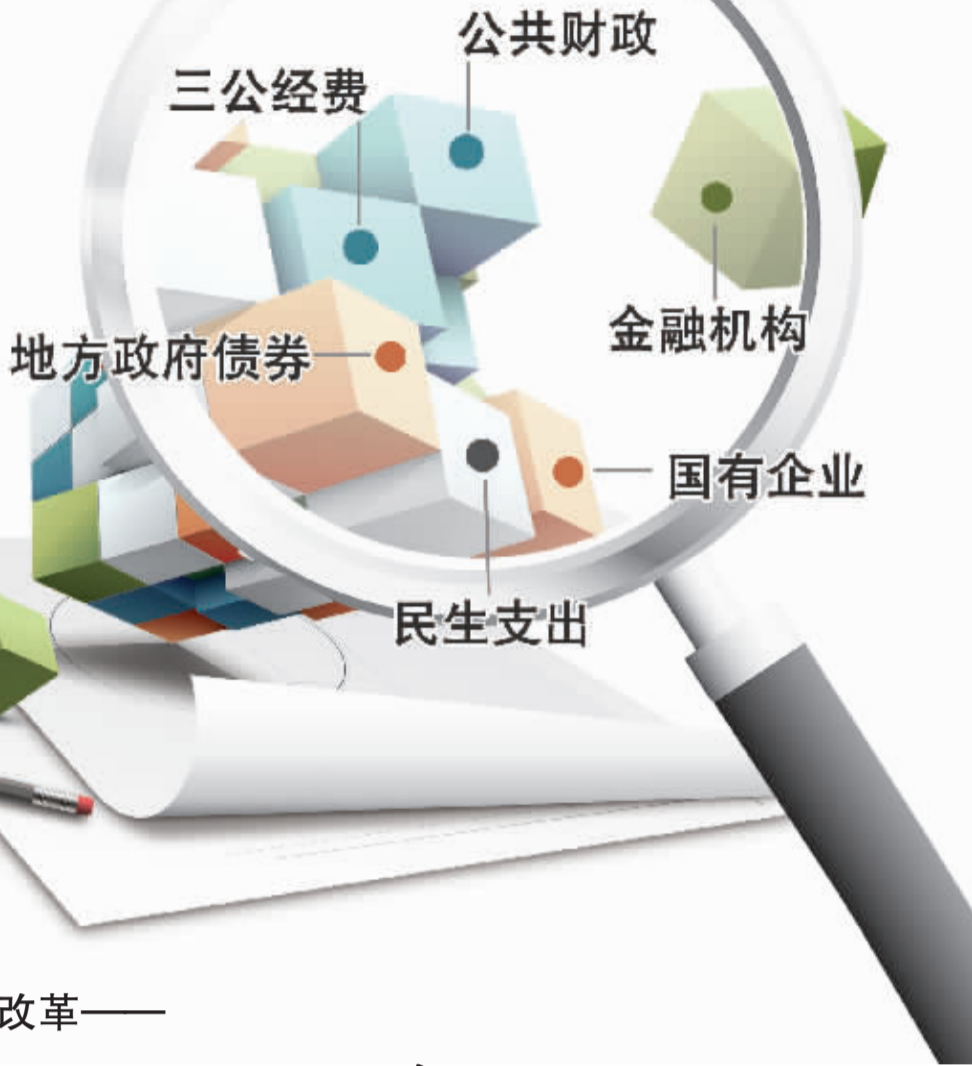 公共财政
三公经费
金融机构
地方政府债券
国有企业
民生支出
改革——